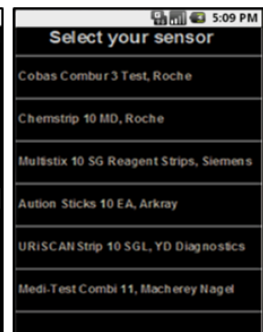 5:09 PM
Select your sensor
Cobas Combur 3 Test, Roche
Chemstrip 10 MD, Roche
Multistix 10 SG Reagent Strips, Siemens
Aution Sticks 10 EA, Arkray
URiSCAN Strip 10 SGL, YD Diagnostics
Medi-Test Combi 11, Macherey Nagel